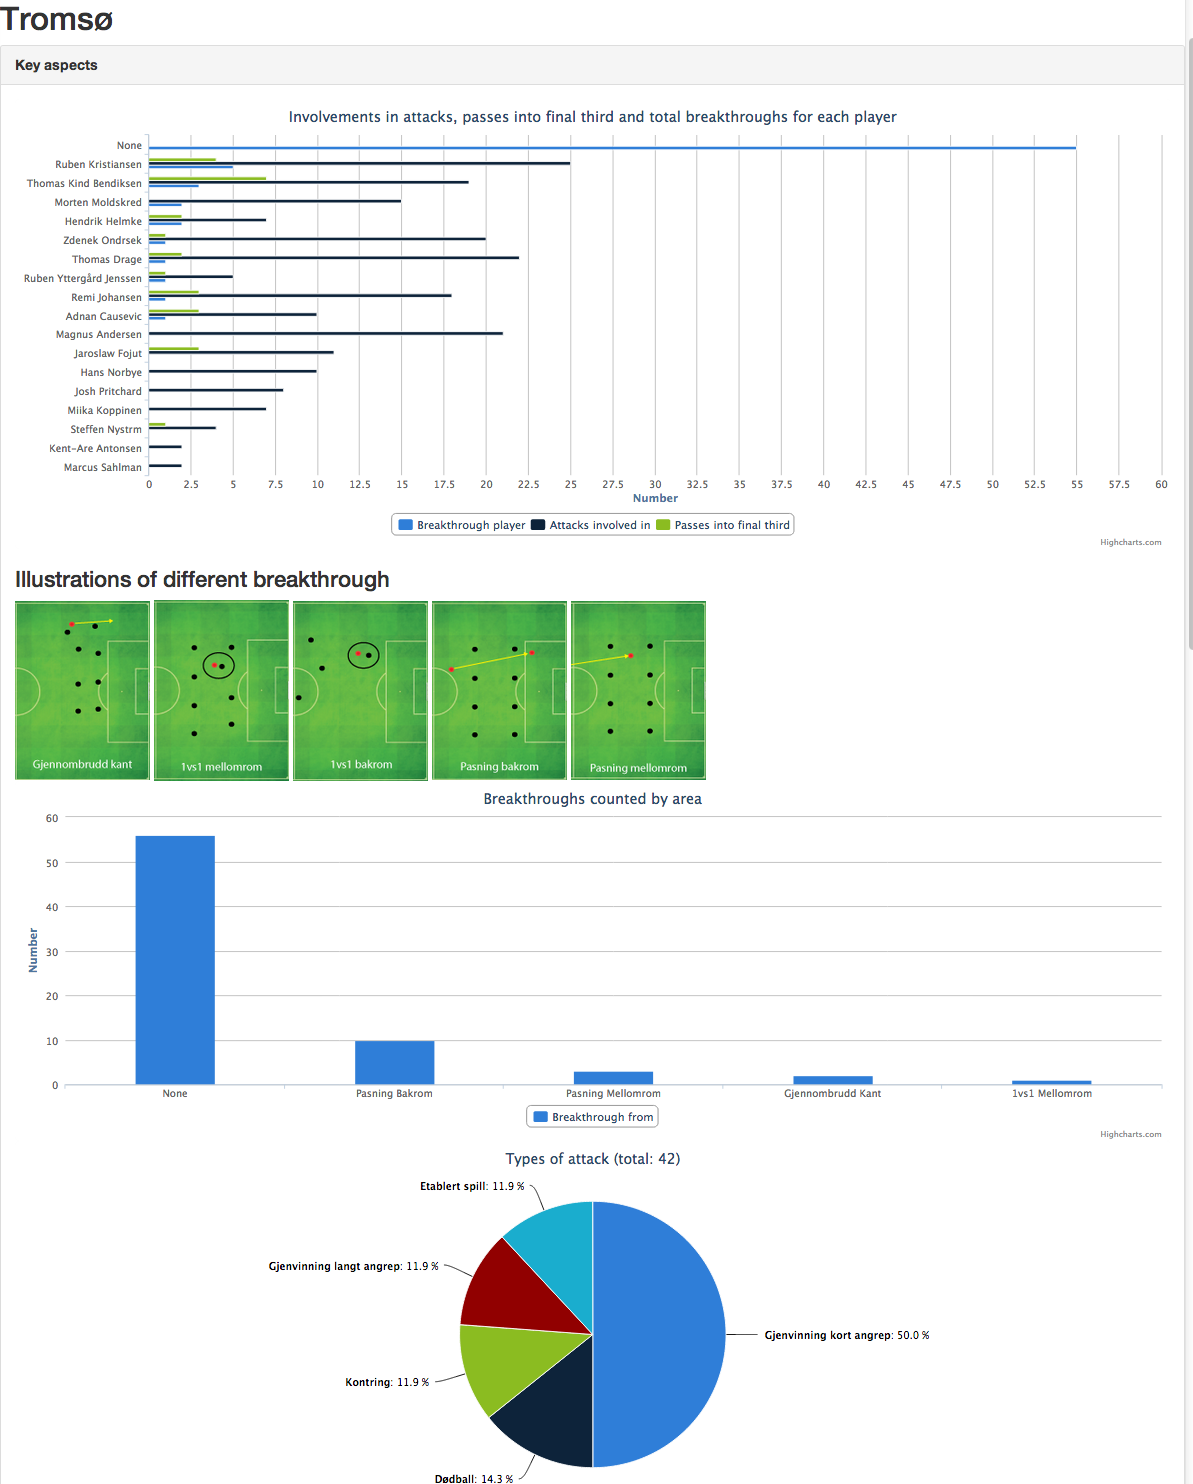 Tromsø
Key aspects
Involvements in attacks, passes into final third and total breakthroughs for each player
None
Ruben Kristiansen
Thomas Kind Bendiksen
Morten Moldskred
Hendrik Helmke
Zdenek Ondrsek
Thomas Drage
Ruben Yttergård Jenssen
Remi Johansen
Adnan Causevic
Magnus Andersen
Jaroslaw Fojut
Hans Norbye
Josh Pritchard
Miika Koppinen
Steffen Nystrm
Kent-Are Antonsen
Marcus Sahlman
0 2.5 5 7.5 10 12.5 15 17.5 20 22.5 25 27.5 30 32.5 35 37.5 40 42.5 45 47.5 50 52.5 55 57.5 60
Number
Breakthrough player Attacks involved in Passes into final third
Highcharts.com
Illustrations of different breakthrough
Gjennombrudd kant 1vs1 mellomrom 1vs1 bakrom Pasning bakrom Pasning mellomrom
Breakthroughs counted by area
60
50
40
30
20
10
0
Number
None Pasning Bakrom Pasning Mellomrom Gjennombrudd Kant 1vs1 Mellomrom
Breakthrough from
Highcharts.com
Types of attack (total: 42)
Etablert spill: 11.9 %
Gjenvinning langt angrep: 11.9 %
Gjenvinning kort angrep: 50.0 %
Kontring: 11.9 %
Dødball: 14.3 %